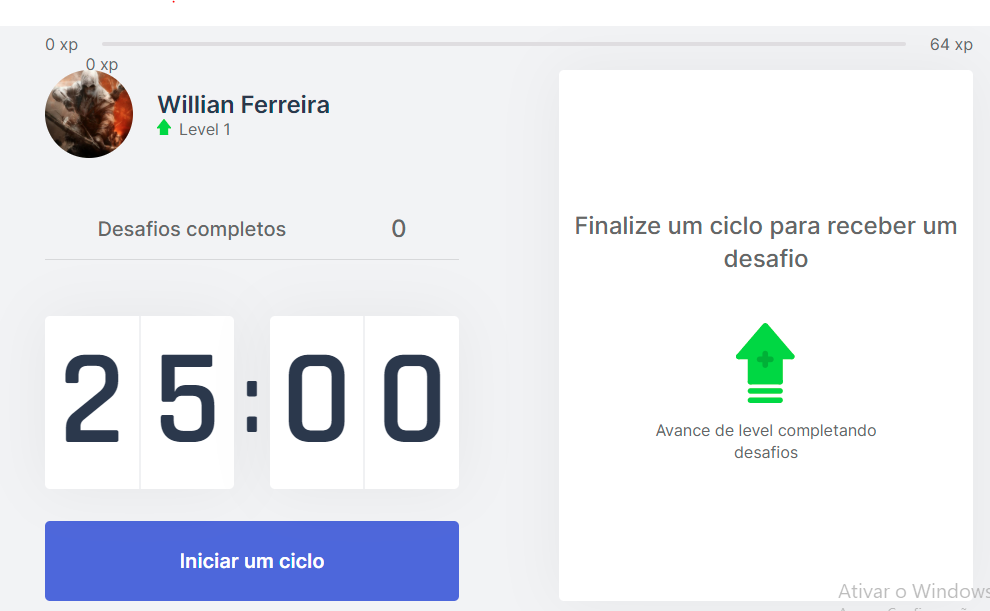 0 xp
64 xp
0 xp
Willian Ferreira
Level 1
Desafios completos 0
25:00
Iniciar um ciclo
Finalize um ciclo para receber um
desafio
Avance de level completando
desafios
Ativar o Windows